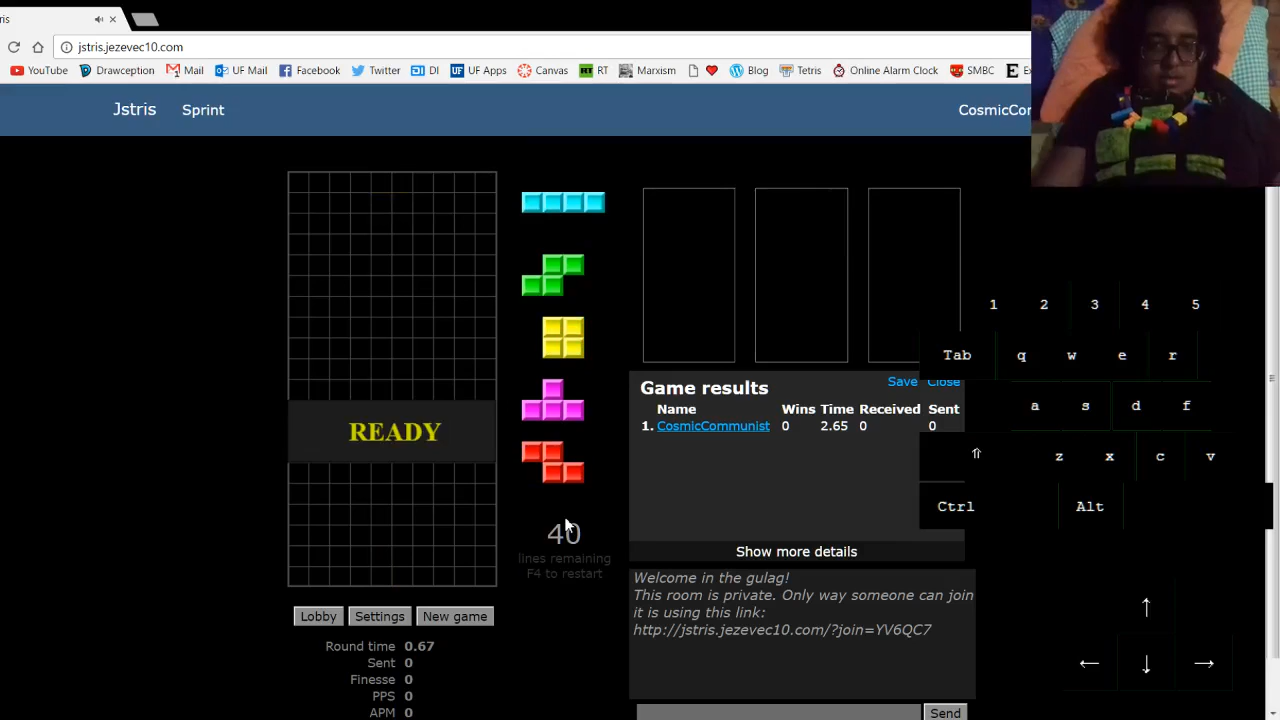 ris
jstris.jezevec10.com
YouTube Drawception Mail UF Mail Facebook Twitter DI UF Apps Canvas RT Marxism Blog Tetris Online Alarm Clock SMBC
Jstris Sprint CosmicCom
READY
40
lines remaining
F4 to restart
Lobby Settings New game
Round time 0.67
Sent 0
Finesse 0
PPS 0
APM 0
Game results Save Close
Name Wins Time Received Sent
1. CosmicCommunist 0 2.65 0 0
Show more details
Welcome in the gulag!
This room is private. Only way someone can join
it is using this link:
http://jstris.jezevec10.com/?join=YV6QC7
Send
1 2 3 4 5
Tab q w e r
a s d f
⇧ z x c v
Ctrl Alt
↑
← ↓ →